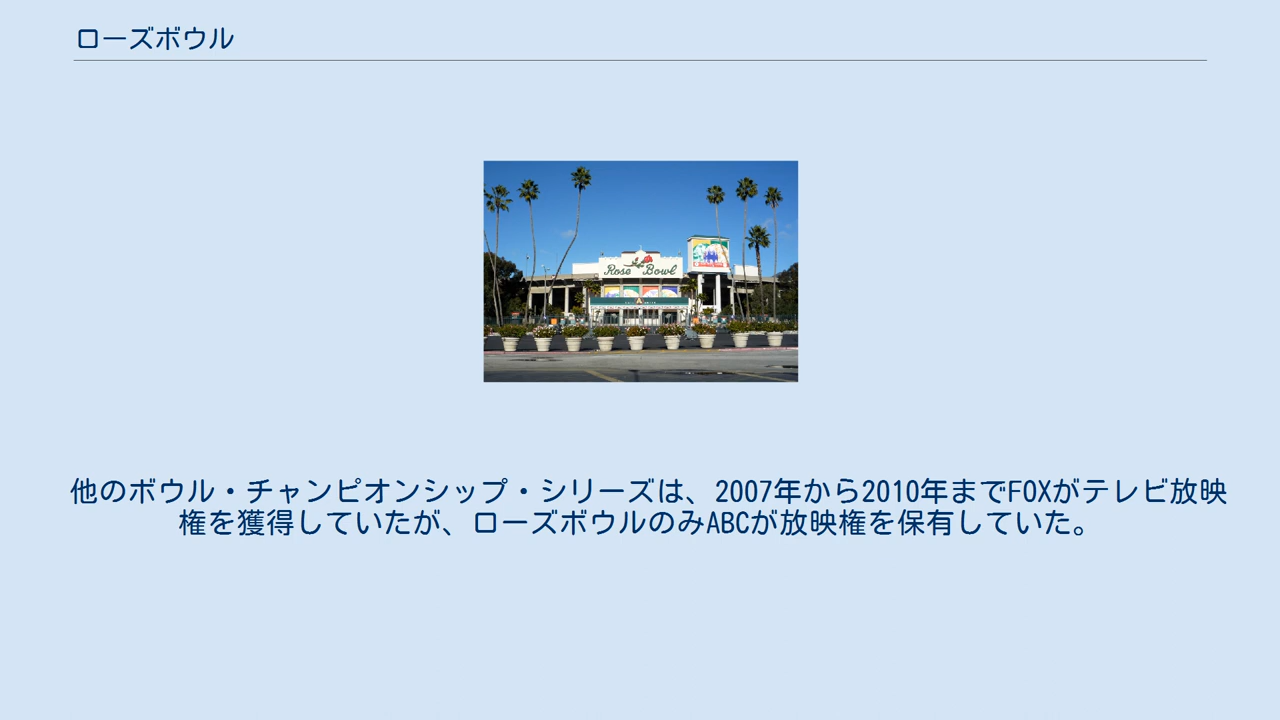 ローズボウル
Rose Bowl
他のボウル・チャンピオンシップ・シリーズは、2007年から2010年までFOXがテレビ放映
権を獲得していたが、ローズボウルのみABCが放映権を保有していた。